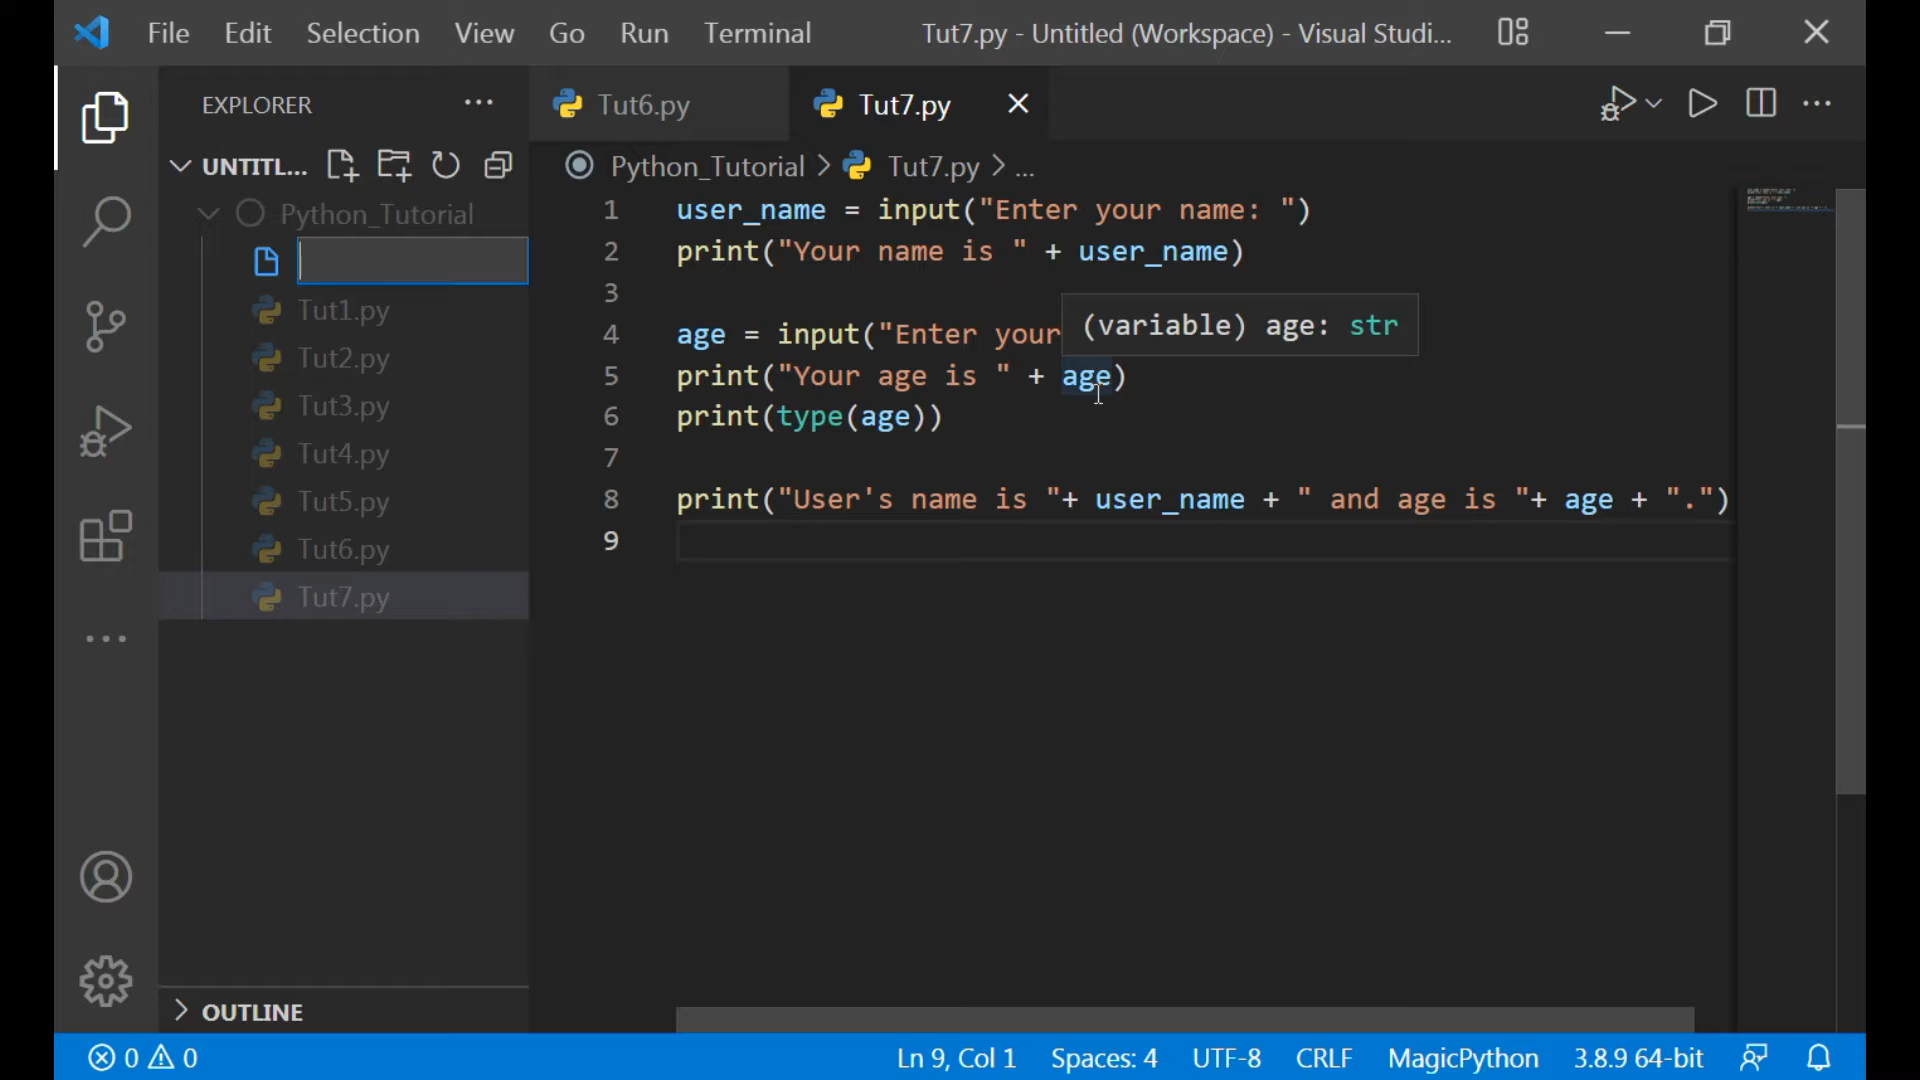 File Edit Selection View Go Run Terminal Tut7.py - Untitled (Workspace) - Visual Studi...
EXPLORER
Tut6.py
Tut7.py
UNTITL...
Python_Tutorial > Tut7.py > ...
Python_Tutorial
Tut1.py
Tut2.py
Tut3.py
Tut4.py
Tut5.py
Tut6.py
Tut7.py
OUTLINE
1 user_name = input("Enter your name: ")
2 print("Your name is " + user_name)
3
(variable) age: str
4 age = input("Enter your
5 print("Your age is " + age)
6 print(type(age))
7
8 print("User's name is "+ user_name + " and age is "+ age + ".")
9
0 0 Ln 9, Col 1 Spaces: 4 UTF-8 CRLF MagicPython 3.8.9 64-bit